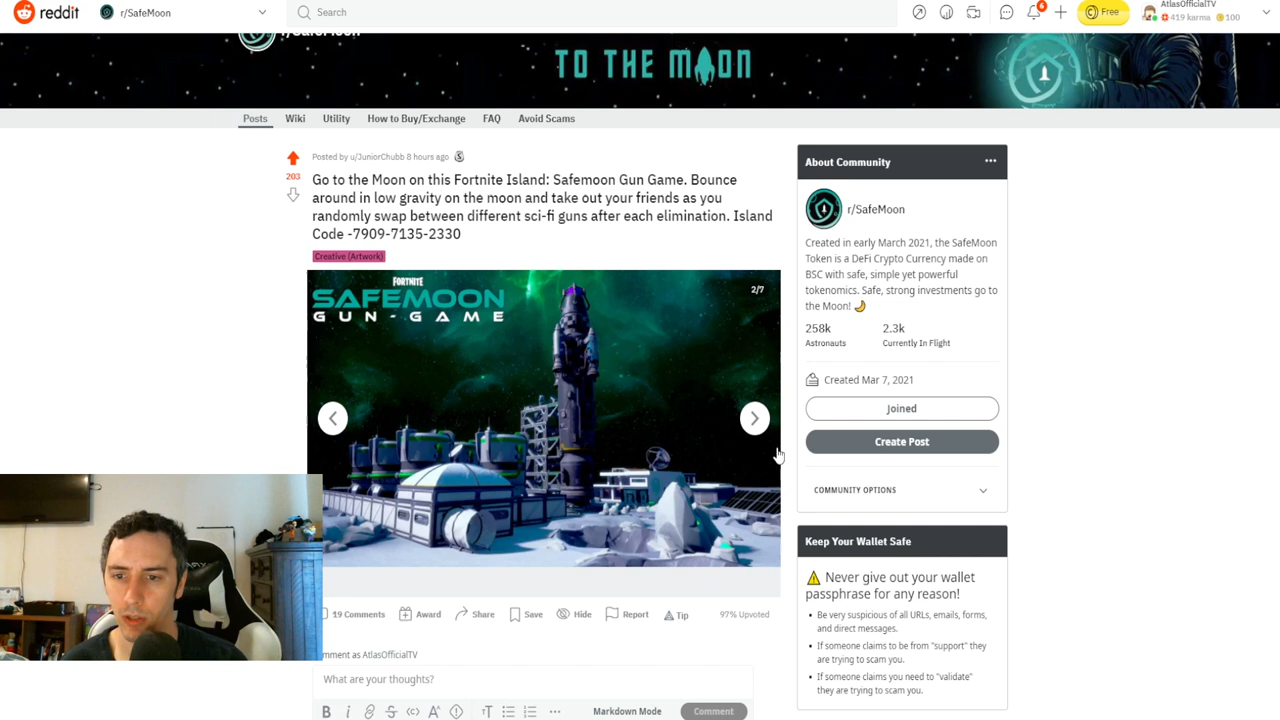 reddit
r/SafeMoon
Search
6
Free
AtlasOfficialTV
419 karma
100
TO THE MOON
Posts
Wiki
Utility
How to Buy/Exchange
FAQ
Avoid Scams
203
Posted by u/JuniorChubb 8 hours ago
Go to the Moon on this Fortnite Island: Safemoon Gun Game. Bounce
around in low gravity on the moon and take out your friends as you
randomly swap between different sci-fi guns after each elimination. Island
Code -7909-7135-2330
Creative (Artwork)
FORTNITE
SAFEMOON
GUN-GAME
2/7
19 Comments
Award
Share
Save
Hide
Report
Tip
97% Upvoted
mment as AtlasOfficialTV
What are your thoughts?
Markdown Mode
Comment
About Community
r/SafeMoon
Created in early March 2021, the SafeMoon
Token is a DeFi Crypto Currency made on
BSC with safe, simple yet powerful
tokenomics. Safe, strong investments go to
the Moon! 🌙
258k
Astronauts
2.3k
Currently In Flight
Created Mar 7, 2021
Joined
Create Post
COMMUNITY OPTIONS
Keep Your Wallet Safe
⚠ Never give out your wallet
passphrase for any reason!
• Be very suspicious of all URLs, emails, forms,
and direct messages.
• If someone claims to be from "support" they
are trying to scam you.
• If someone claims you need to "validate"
they are trying to scam you.